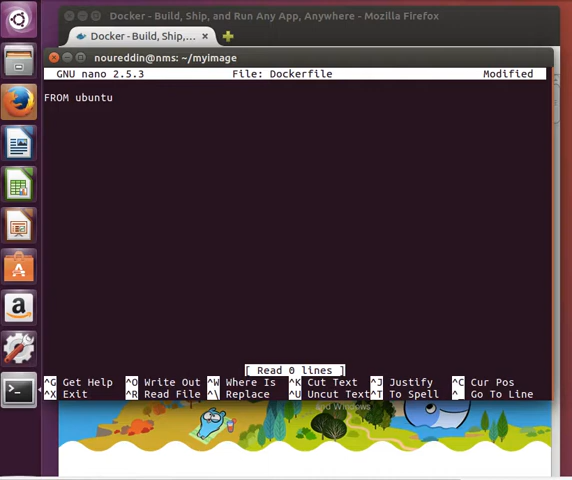 Docker - Build, Ship, and Run Any App, Anywhere - Mozilla Firefox
Docker - Build, Ship,...
noureddin@nms: ~/myimage
GNU nano 2.5.3 File: Dockerfile Modified
FROM ubuntu
[ Read 0 lines ]
^G Get Help ^O Write Out ^W Where Is ^K Cut Text ^J Justify ^C Cur Pos
^X Exit ^R Read File ^\ Replace ^U Uncut Text ^T To Spell ^_ Go To Line
and Windows